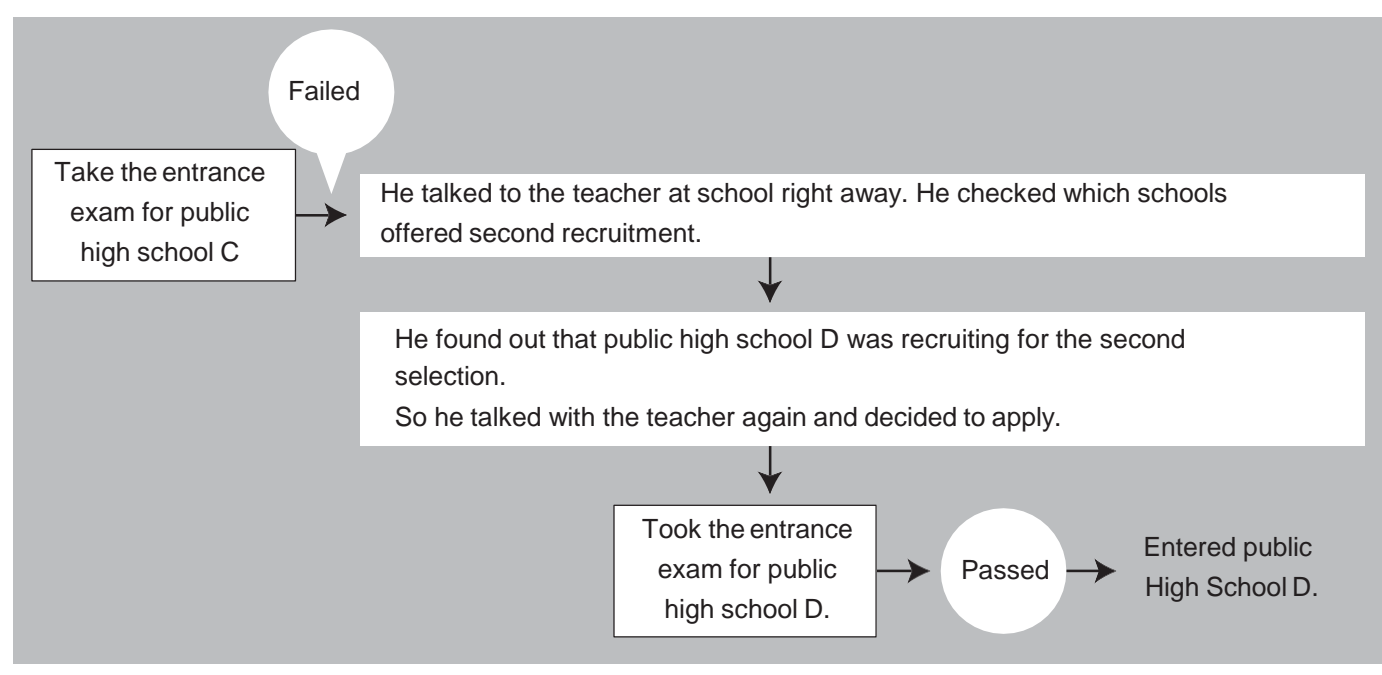 Failed
Take the entrance
exam for public
high school C
He talked to the teacher at school right away. He checked which schools
offered second recruitment.
He found out that public high school D was recruiting for the second
selection.
So he talked with the teacher again and decided to apply.
Took the entrance
exam for public
high school D.
Passed
Entered public
High School D.